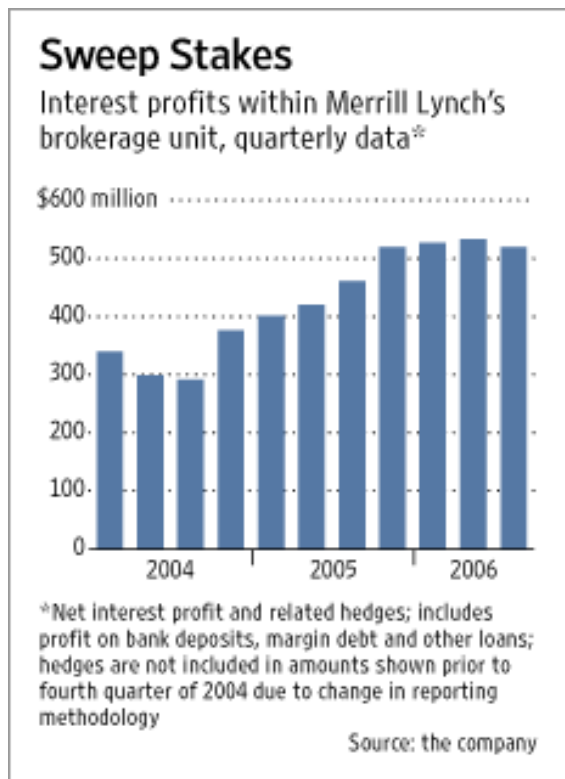 Sweep Stakes
Interest profits within Merrill Lynch's
brokerage unit, quarterly data*
$600 million
500
400
300
200
100
0
2004 2005 2006
*Net interest profit and related hedges; includes
profit on bank deposits, margin debt and other loans;
hedges are not included in amounts shown prior to
fourth quarter of 2004 due to change in reporting
methodology
Source: the company